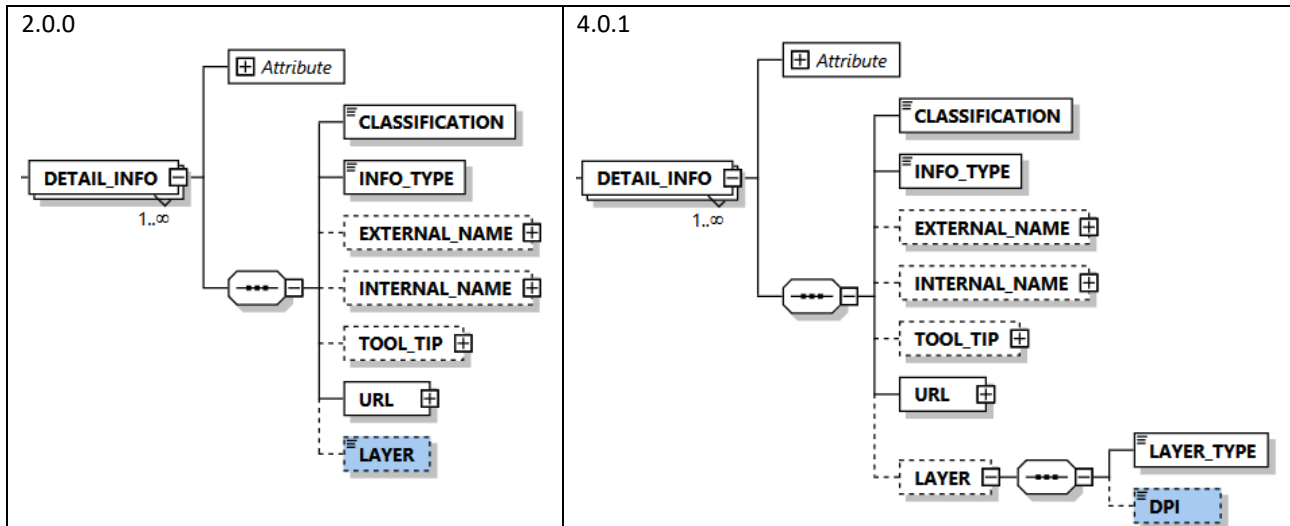 2.0.0
Attribute
CLASSIFICATION
DETAIL_INFO
1..∞
INFO_TYPE
EXTERNAL_NAME
INTERNAL_NAME
TOOL_TIP
URL
LAYER
4.0.1
Attribute
CLASSIFICATION
DETAIL_INFO
1..∞
INFO_TYPE
EXTERNAL_NAME
INTERNAL_NAME
TOOL_TIP
URL
LAYER
LAYER_TYPE
DPI